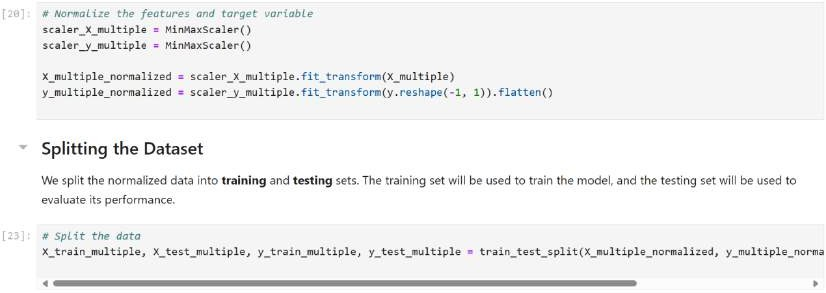 [20]: # Normalize the features and target variable
scaler_X_multiple = MinMaxScaler()
scaler_y_multiple = MinMaxScaler()
X_multiple_normalized = scaler_X_multiple.fit_transform(X_multiple)
y_multiple_normalized = scaler_y_multiple.fit_transform(y.reshape(-1, 1)).flatten()
Splitting the Dataset
We split the normalized data into training and testing sets. The training set will be used to train the model, and the testing set will be used to
evaluate its performance.
[23]: # Split the data
X_train_multiple, X_test_multiple, y_train_multiple, y_test_multiple = train_test_split(X_multiple_normalized, y_multiple_norma